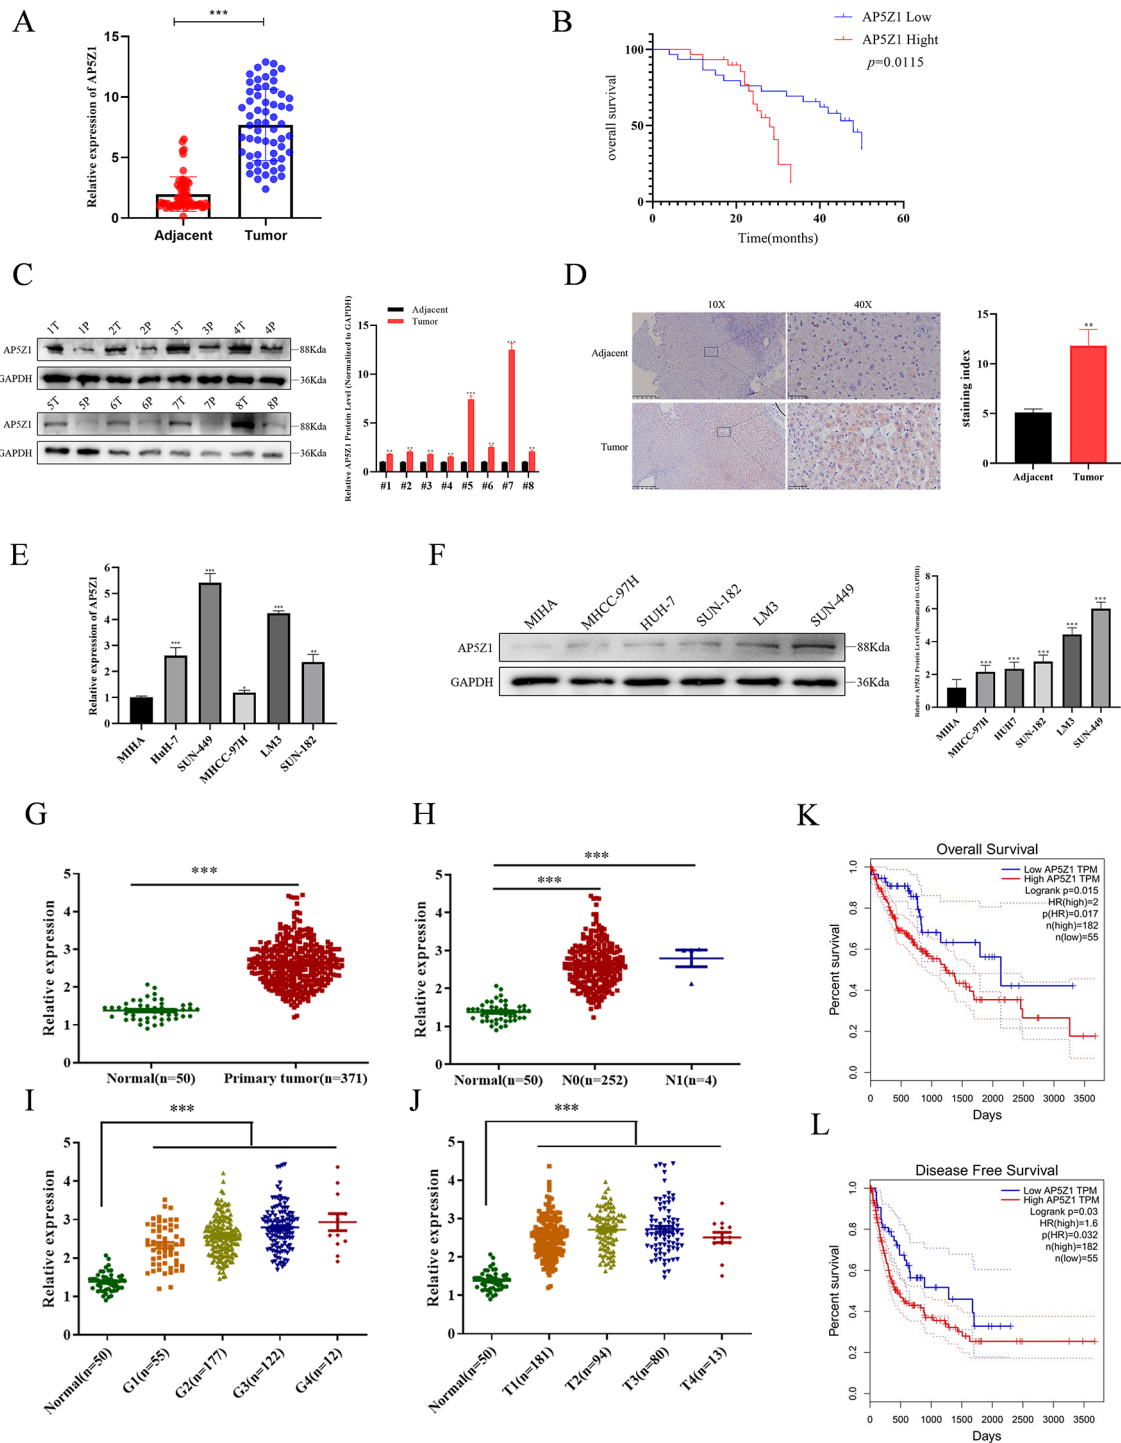 A
***
Relative expression of AP5Z1
15
10
5
0
Adjacent
Tumor
B
AP5Z1 Low
AP5Z1 Hight
p=0.0115
overall survival
100
50
0
0
20
40
60
Time(months)
C
1T 1P 2T 2P 3T 3P 4T 4P
AP5Z1
88Kda
GAPDH
36Kda
5T 5P 6T 6P 7T 7P 8T 8P
AP5Z1
88Kda
GAPDH
36Kda
Relative AP5Z1 Protein Level (Normalized to GAPDH)
Adjacent
Tumor
15
10
5
0
** ** ** ** *** ** *** **
#1 #2 #3 #4 #5 #6 #7 #8
D
10X
40X
Adjacent
Tumor
staining index
15
10
5
0
**
Adjacent
Tumor
E
Relative expression of AP5Z1
6
5
4
3
2
1
0
*** *** * *** **
MIHA
HuH-7
SUN-449
MHCC-97H
LM3
SUN-182
F
MIHA
MHCC-97H
HUH-7
SUN-182
LM3
SUN-449
AP5Z1
88Kda
GAPDH
36Kda
Relative AP5Z1 Protein Level (Normalized to GAPDH)
8
6
4
2
0
*** *** *** *** ***
MIHA
MHCC-97H
HUH7
SUN-182
LM3
SUN-449
G
***
Relative expression
5
4
3
2
1
0
Normal(n=50)
Primary tumor(n=371)
H
***
***
Relative expression
5
4
3
2
1
0
Normal(n=50)
N0(n=252)
N1(n=4)
I
***
Relative expression
5
4
3
2
1
0
Normal(n=50)
G1(n=55)
G2(n=177)
G3(n=122)
G4(n=12)
J
***
Relative expression
5
4
3
2
1
0
Normal(n=50)
T1(n=181)
T2(n=94)
T3(n=80)
T4(n=13)
K
Overall Survival
Low AP5Z1 TPM
High AP5Z1 TPM
Logrank p=0.015
HR(high)=2
p(HR)=0.017
n(high)=182
n(low)=55
Percent survival
1.0
0.8
0.6
0.4
0.2
0.0
0 500 1000 1500 2000 2500 3000 3500
Days
L
Disease Free Survival
Low AP5Z1 TPM
High AP5Z1 TPM
Logrank p=0.03
HR(high)=1.6
p(HR)=0.032
n(high)=182
n(low)=55
Percent survival
1.0
0.8
0.6
0.4
0.2
0.0
0 500 1000 1500 2000 2500 3000 3500
Days